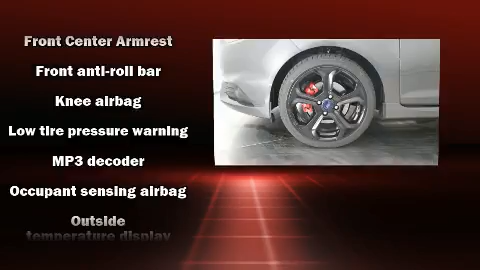 Front Center Armrest
Front anti-roll bar
Knee airbag
Low tire pressure warning
MP3 decoder
Occupant sensing airbag
Outside
temperature display